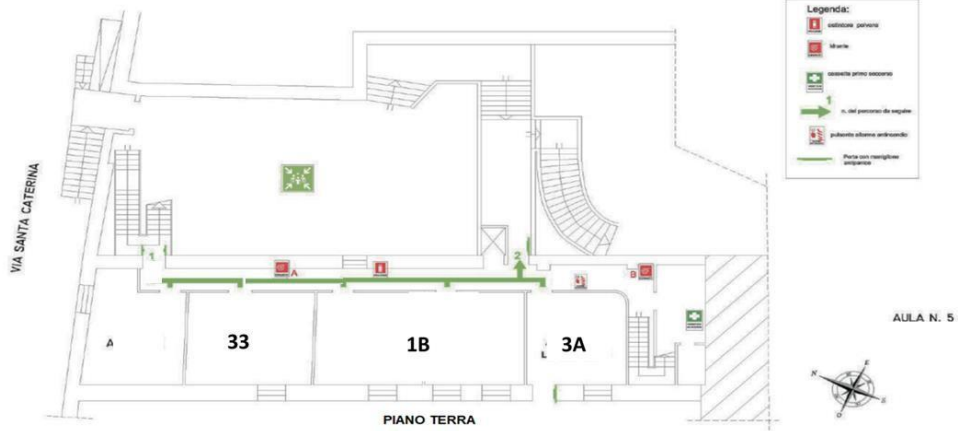 Legenda:
estintore polvere
idrante
cassetta primo soccorso
1
n. del percorso da seguire
pulsante allarme antincendio
Porta con maniglione antipanico
VIA SANTA CATERINA
1
2
A
B
A
33
1B
3A
L
AULA N. 5
N
E
S
PIANO TERRA